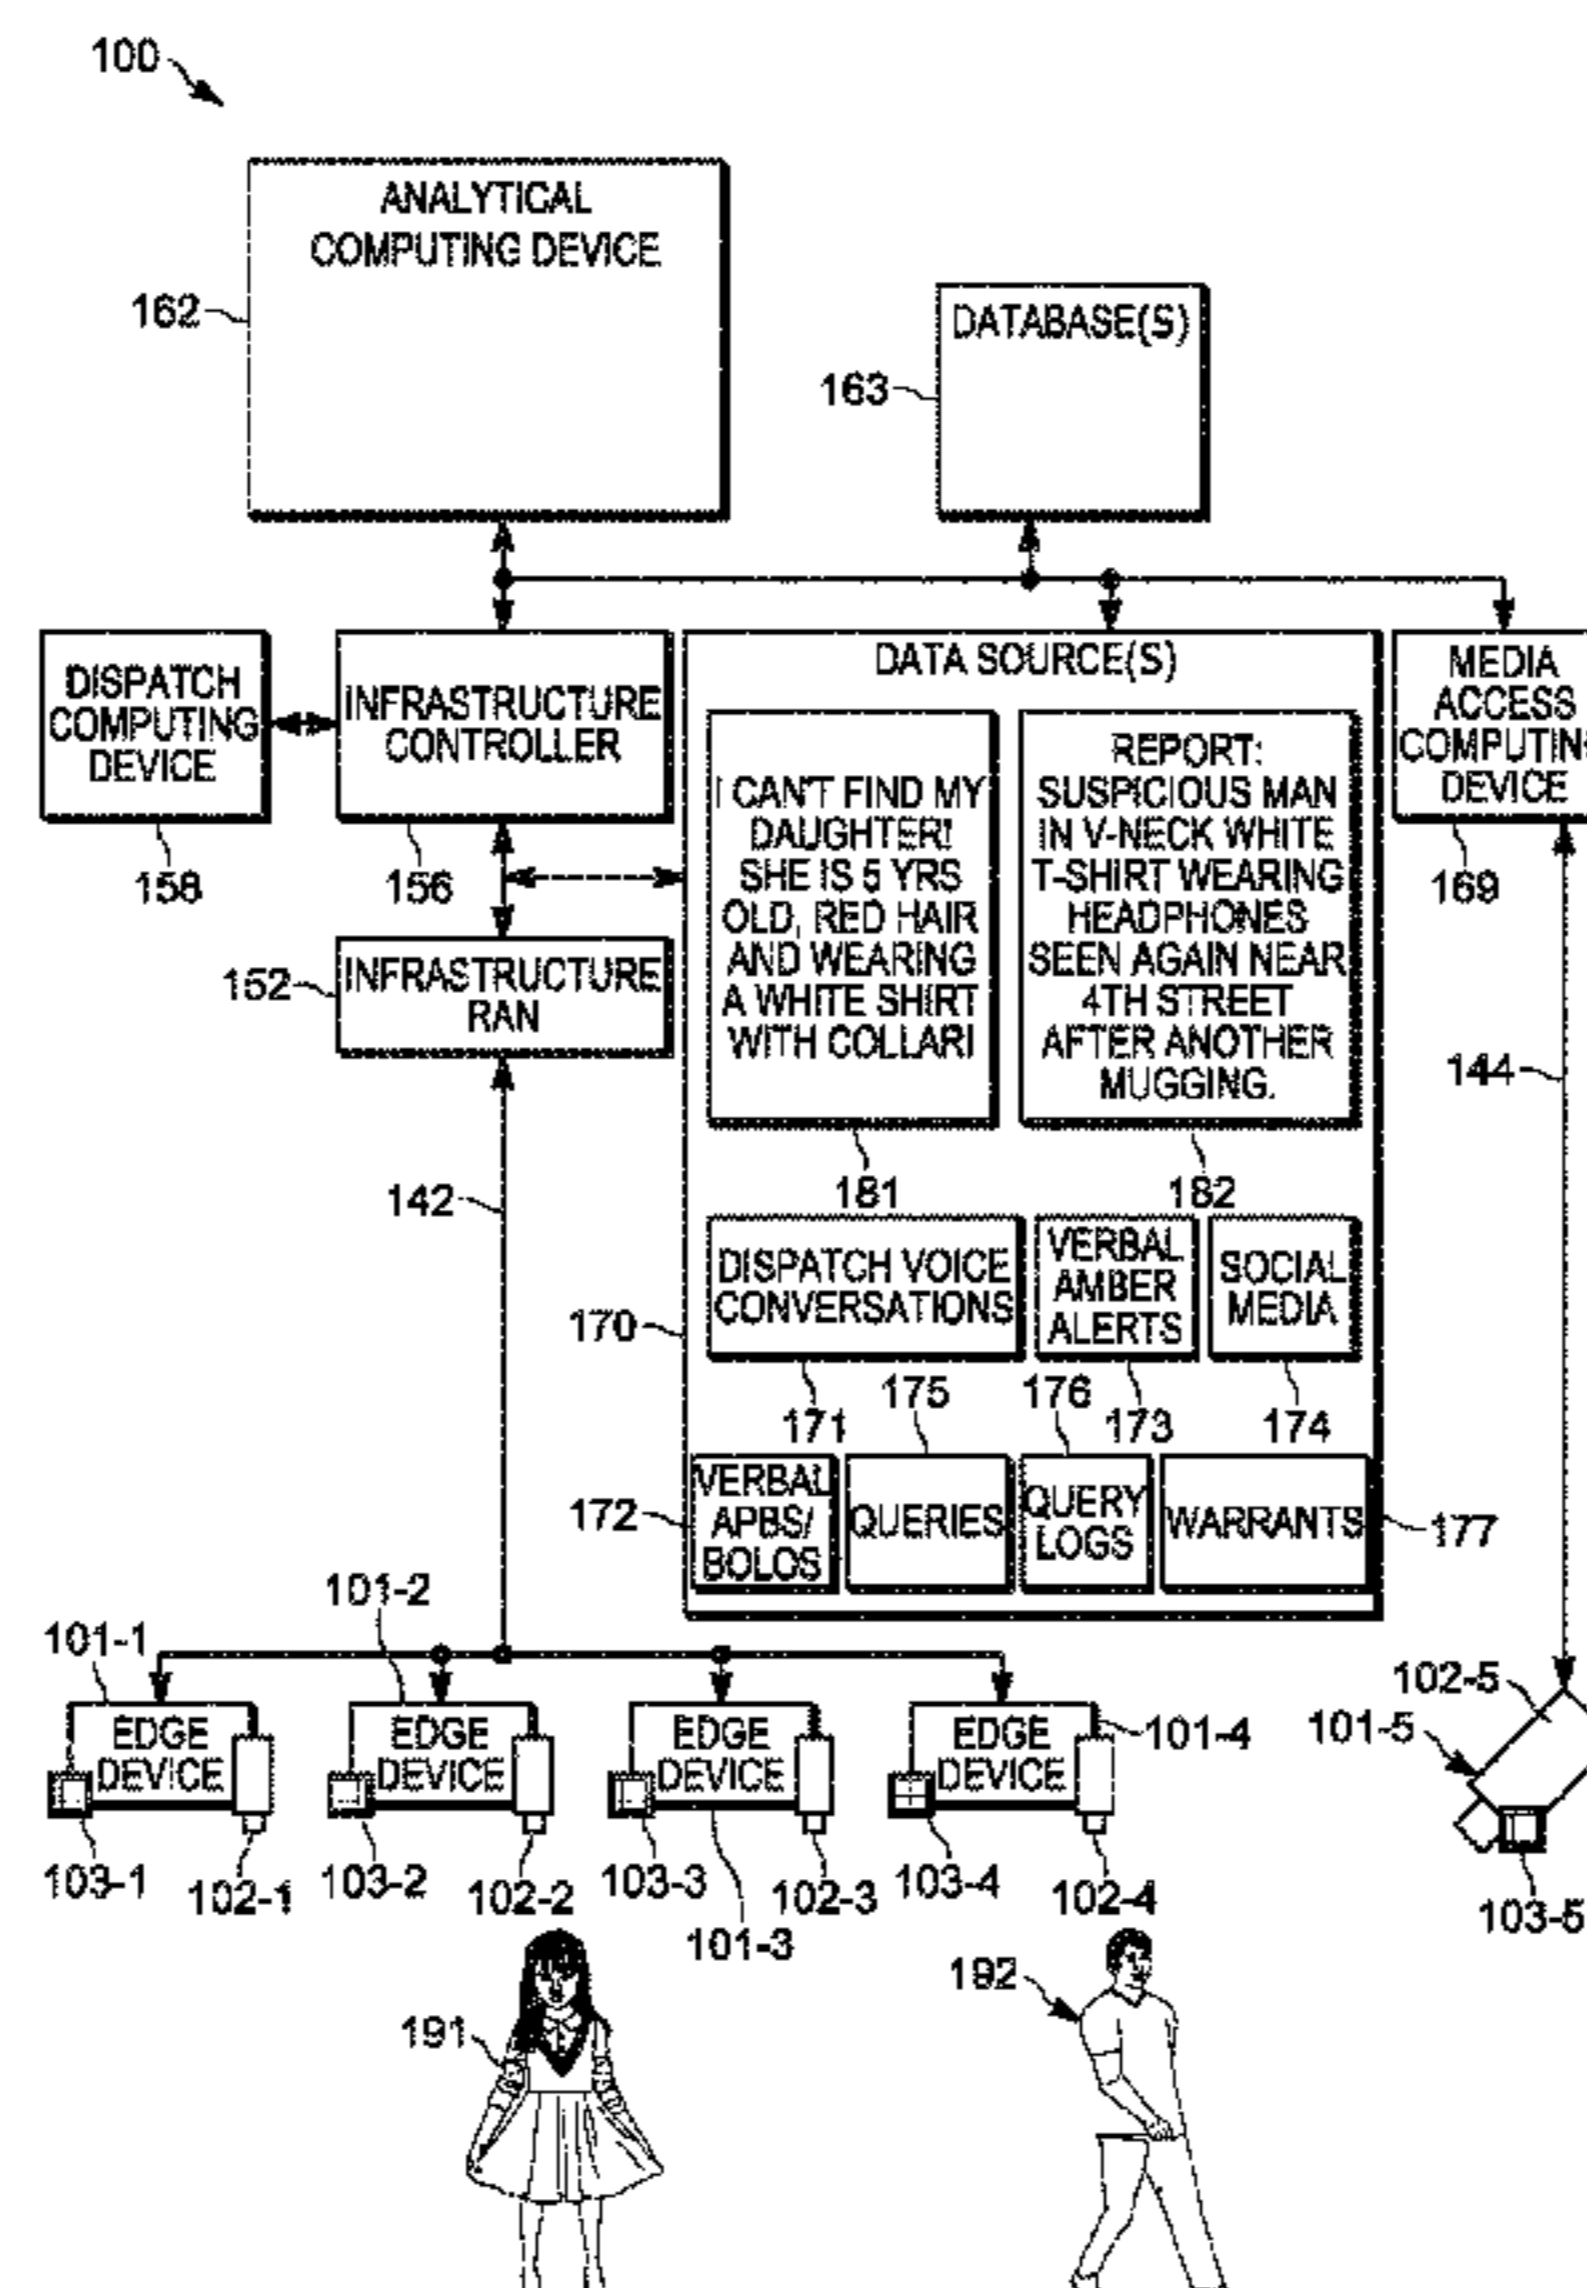 100
ANALYTICAL
COMPUTING DEVICE
162
DATABASE(S)
163
DISPATCH
COMPUTING
DEVICE
158
INFRASTRUCTURE
CONTROLLER
156
DATA SOURCE(S)
I CAN'T FIND MY
DAUGHTER!
SHE IS 5 YRS
OLD, RED HAIR
AND WEARING
A WHITE SHIRT
WITH COLLARI
181
REPORT:
SUSPICIOUS MAN
IN V-NECK WHITE
T-SHIRT WEARING
HEADPHONES
SEEN AGAIN NEAR
4TH STREET
AFTER ANOTHER
MUGGING.
182
MEDIA
ACCESS
COMPUTING
DEVICE
169
152
INFRASTRUCTURE
RAN
144
142
170
DISPATCH VOICE
CONVERSATIONS
171
VERBAL
AMBER
ALERTS
173
SOCIAL
MEDIA
174
175
176
172
VERBAL
APBS/
BOLOS
QUERIES
QUERY
LOGS
WARRANTS
177
101-1
101-2
EDGE
DEVICE
EDGE
DEVICE
EDGE
DEVICE
EDGE
DEVICE
101-4
102-5
101-5
103-1
102-1
103-2
102-2
103-3
101-3
102-3
103-4
102-4
103-5
191
192